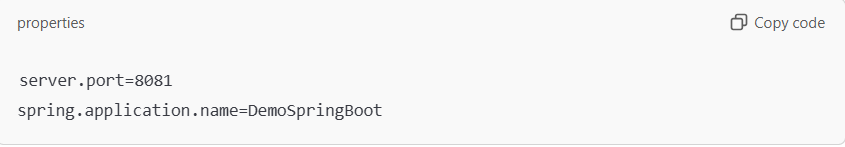 properties
Copy code
server.port=8081
spring.application.name=DemoSpringBoot